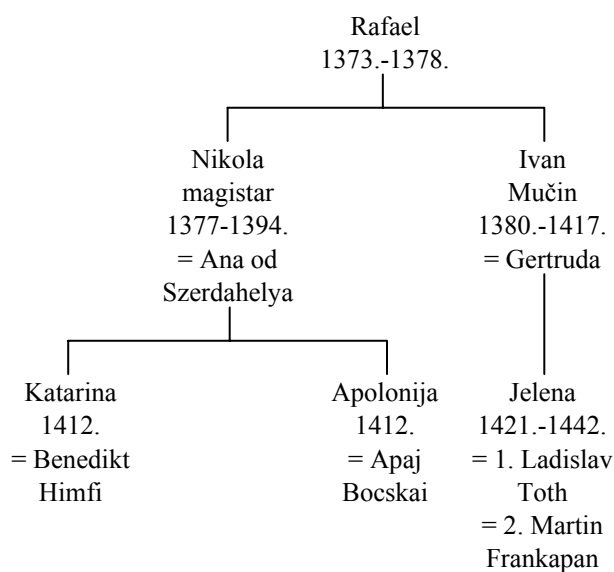 Rafael
1373.-1378.
Nikola
magistar
1377-1394.
= Ana od
Szerdahelya
Ivan
Mučin
1380.-1417.
= Gertruda
Katarina
1412.
= Benedikt
Himfi
Apolonija
1412.
= Apaj
Bocskai
Jelena
1421.-1442.
= 1. Ladislav
Toth
= 2. Martin
Frankapan